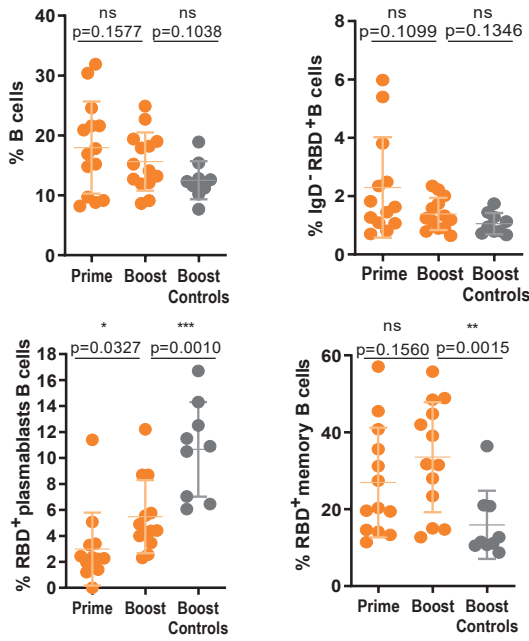 ns ns
p=0.1577 p=0.1038
% B cells
40
30
20
10
0
Prime Boost Boost
Controls
ns ns
p=0.1099 p=0.1346
% IgD⁻ RBD⁺ B cells
8
6
4
2
0
Prime Boost Boost
Controls
* ***
p=0.0327 p=0.0010
% RBD⁺ plasmablasts B cells
18
16
14
12
10
8
6
4
2
0
Prime Boost Boost
Controls
ns **
p=0.1560 p=0.0015
% RBD⁺ memory B cells
60
40
20
0
Prime Boost Boost
Controls